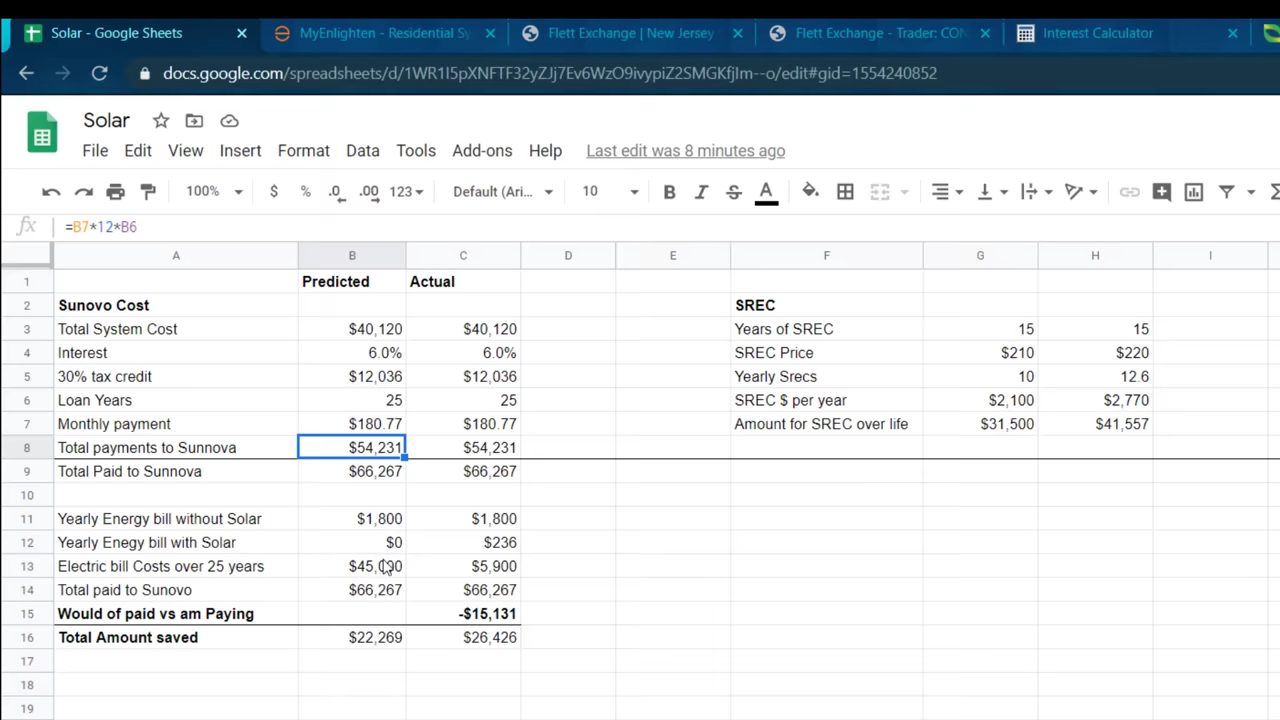 Solar - Google Sheets
MyEnlighten - Residential Sy
Flett Exchange | New Jersey
Flett Exchange - Trader: CON
Interest Calculator
docs.google.com/spreadsheets/d/1WR1I5pXNFTF32yZJj7Ev6WzO9ivypiZ2SMGKfjIm--o/edit#gid=1554240852
Solar
File Edit View Insert Format Data Tools Add-ons Help Last edit was 8 minutes ago
100% $ % .0 .00 123 Default (Ari... 10 B I S A Σ
fx =B7*12*B6
A B C D E F G H I
1 Predicted Actual
2 Sunovo Cost SREC
3 Total System Cost $40,120 $40,120 Years of SREC 15 15
4 Interest 6.0% 6.0% SREC Price $210 $220
5 30% tax credit $12,036 $12,036 Yearly Srecs 10 12.6
6 Loan Years 25 25 SREC $ per year $2,100 $2,770
7 Monthly payment $180.77 $180.77 Amount for SREC over life $31,500 $41,557
8 Total payments to Sunnova $54,231 $54,231
9 Total Paid to Sunnova $66,267 $66,267
10
11 Yearly Energy bill without Solar $1,800 $1,800
12 Yearly Enegy bill with Solar $0 $236
13 Electric bill Costs over 25 years $5,900
14 Total paid to Sunovo $66,267 $66,267
15 Would of paid vs am Paying -$15,131
16 Total Amount saved $22,269 $26,426
17
18
19